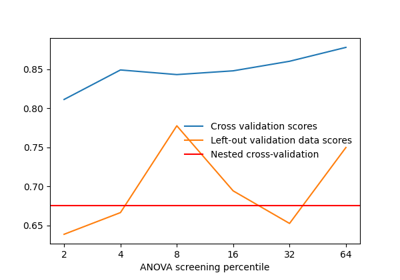 0.85
0.80
0.75
0.70
0.65
Cross validation scores
Left-out validation data scores
Nested cross-validation
2 4 8 16 32 64
ANOVA screening percentile